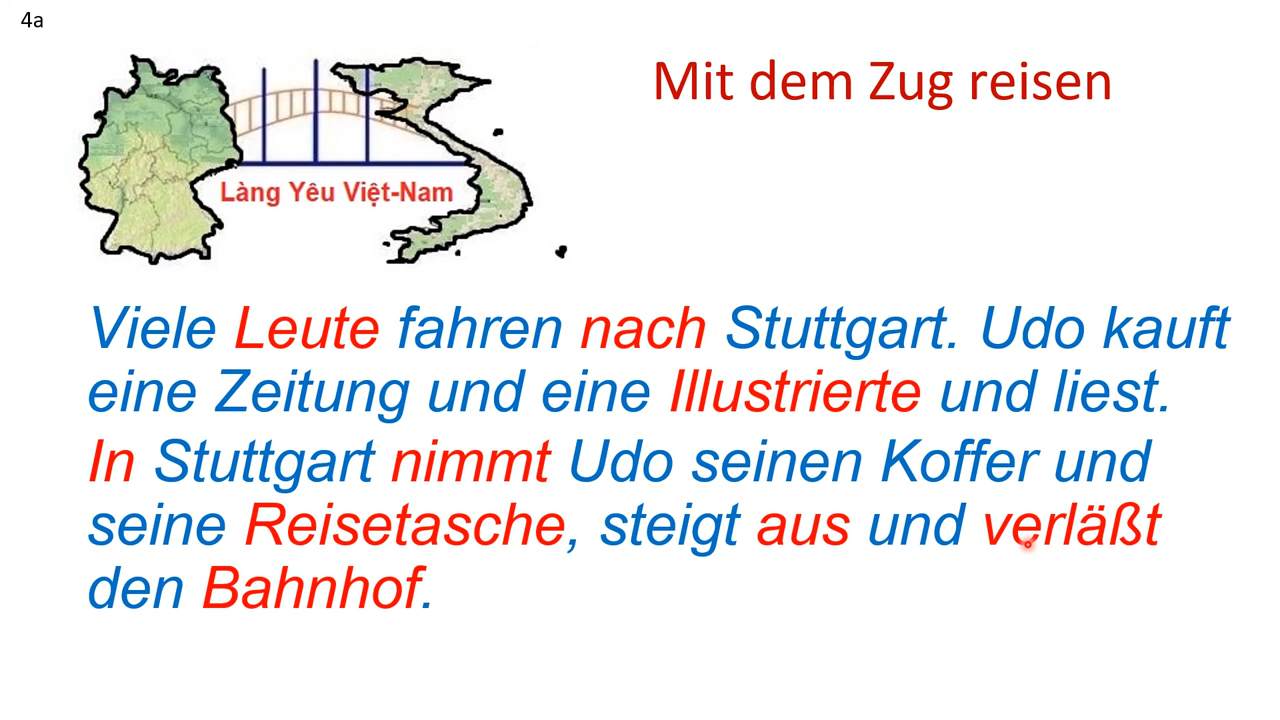 4a
Mit dem Zug reisen
Làng Yêu Việt-Nam
Viele Leute fahren nach Stuttgart. Udo kauft
eine Zeitung und eine Illustrierte und liest.
In Stuttgart nimmt Udo seinen Koffer und
seine Reisetasche, steigt aus und verläßt
den Bahnhof.